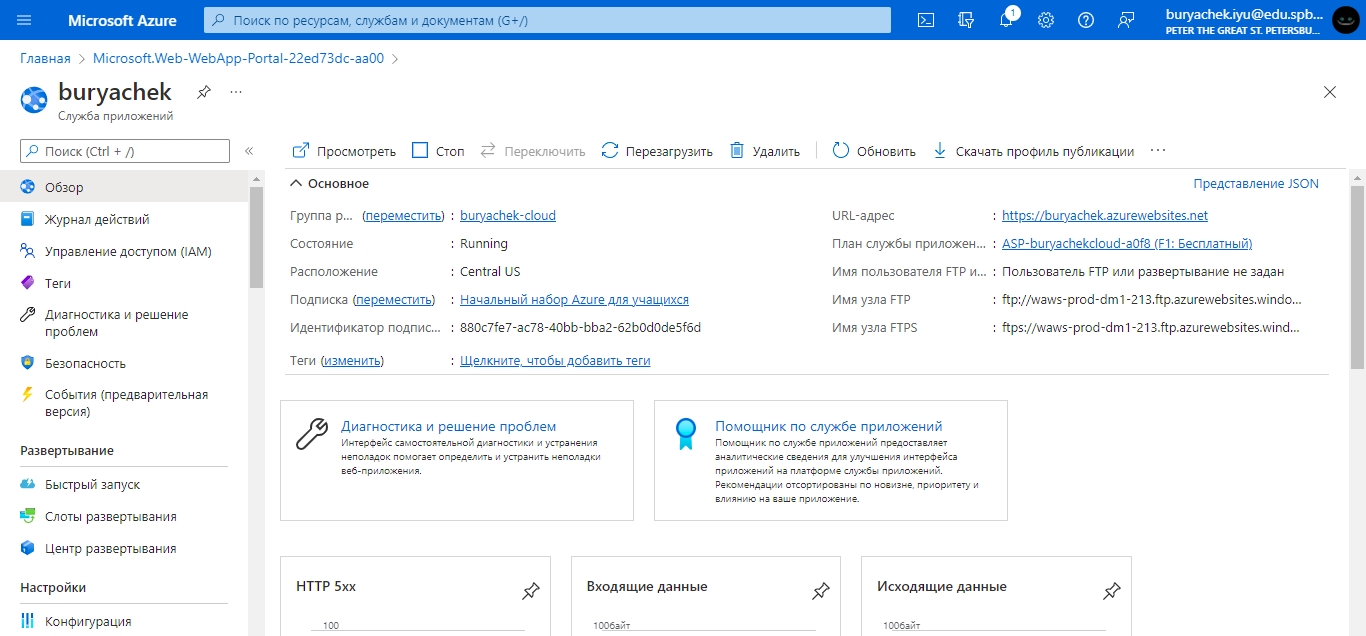 Microsoft Azure
Поиск по ресурсам, службам и документам (G+/)
1
buryachek.iyu@edu.spb...
PETER THE GREAT ST. PETERSBU...
Главная > Microsoft.Web-WebApp-Portal-22ed73dc-aa00 >
buryachek
...
Служба приложений
Поиск (Ctrl + /)
«
Обзор
Журнал действий
Управление доступом (IAM)
Теги
Диагностика и решение
проблем
Безопасность
События (предварительная
версия)
Развертывание
Быстрый запуск
Слоты развертывания
Центр развертывания
Настройки
Конфигурация
Просмотреть
Стоп
Переключить
Перезагрузить
Удалить
Обновить
Скачать профиль публикации
...
Основное
Представление JSON
Группа р... (переместить) : buryachek-cloud
Состояние : Running
Расположение : Central US
Подписка (переместить) : Начальный набор Azure для учащихся
Идентификатор подпис... : 880c7fe7-ac78-40bb-bba2-62b0d0de5f6d
Теги (изменить) : Щелкните, чтобы добавить теги
URL-адрес : https://buryachek.azurewebsites.net
План службы приложен... : ASP-buryachekcloud-a0f8 (F1: Бесплатный)
Имя пользователя FTP и... : Пользователь FTP или развертывание не задан
Имя узла FTP : ftp://waws-prod-dm1-213.ftp.azurewebsites.windo...
Имя узла FTPS : ftps://waws-prod-dm1-213.ftp.azurewebsites.wind...
Диагностика и решение проблем
Интерфейс самостоятельной диагностики и устранения
неполадок помогает определить и устранить неполадки
веб-приложения.
Помощник по службе приложений
Помощник по службе приложений предоставляет
аналитические сведения для улучшения интерфейса
приложений на платформе службы приложений.
Рекомендации отсортированы по новизне, приоритету и
влиянию на ваше приложение.
HTTP 5xx
100
Входящие данные
100байт
Исходящие данные
100байт